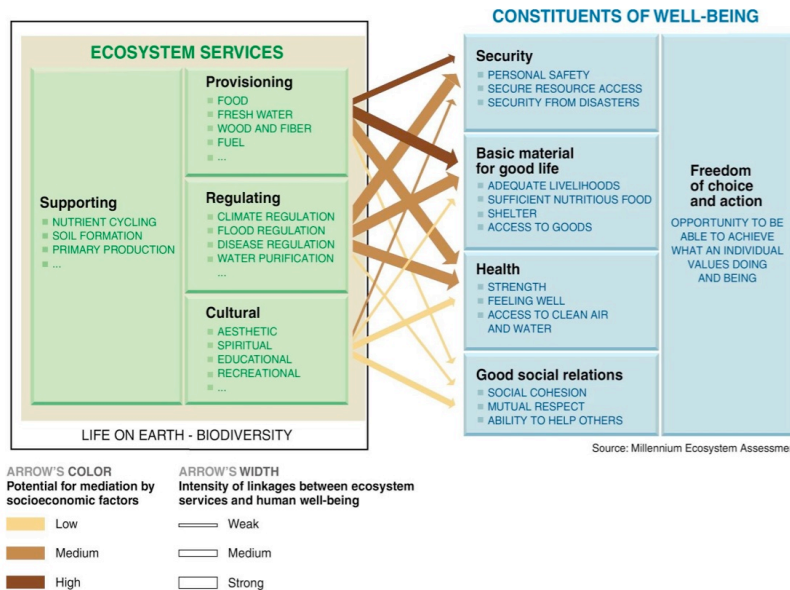 CONSTITUENTS OF WELL-BEING
ECOSYSTEM SERVICES
Supporting
NUTRIENT CYCLING
SOIL FORMATION
PRIMARY PRODUCTION
...
Provisioning
FOOD
FRESH WATER
WOOD AND FIBER
FUEL
...
Regulating
CLIMATE REGULATION
FLOOD REGULATION
DISEASE REGULATION
WATER PURIFICATION
...
Cultural
AESTHETIC
SPIRITUAL
EDUCATIONAL
RECREATIONAL
...
LIFE ON EARTH - BIODIVERSITY
Security
PERSONAL SAFETY
SECURE RESOURCE ACCESS
SECURITY FROM DISASTERS
Basic material
for good life
ADEQUATE LIVELIHOODS
SUFFICIENT NUTRITIOUS FOOD
SHELTER
ACCESS TO GOODS
Health
STRENGTH
FEELING WELL
ACCESS TO CLEAN AIR
AND WATER
Good social relations
SOCIAL COHESION
MUTUAL RESPECT
ABILITY TO HELP OTHERS
Freedom
of choice
and action
OPPORTUNITY TO BE
ABLE TO ACHIEVE
WHAT AN INDIVIDUAL
VALUES DOING
AND BEING
Source: Millennium Ecosystem Assessme
ARROW'S COLOR
Potential for mediation by
socioeconomic factors
Low
Medium
High
ARROW'S WIDTH
Intensity of linkages between ecosystem
services and human well-being
Weak
Medium
Strong